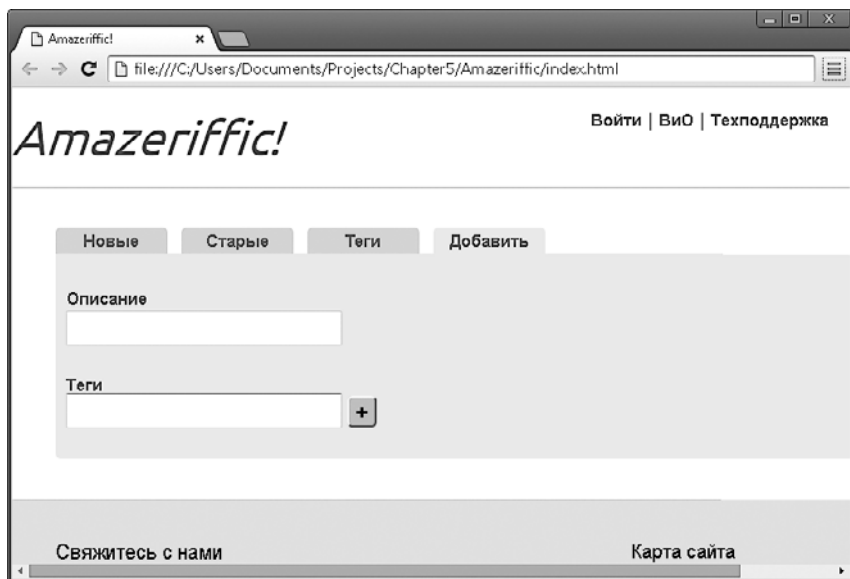 Amazeriffic!
file:///C:/Users/Documents/Projects/Chapter5/Amazeriffic/index.html
Amazeriffic!
Войти | ВиО | Техподдержка
Новые Старые Теги Добавить
Описание
Теги
+
Свяжитесь с нами Карта сайта